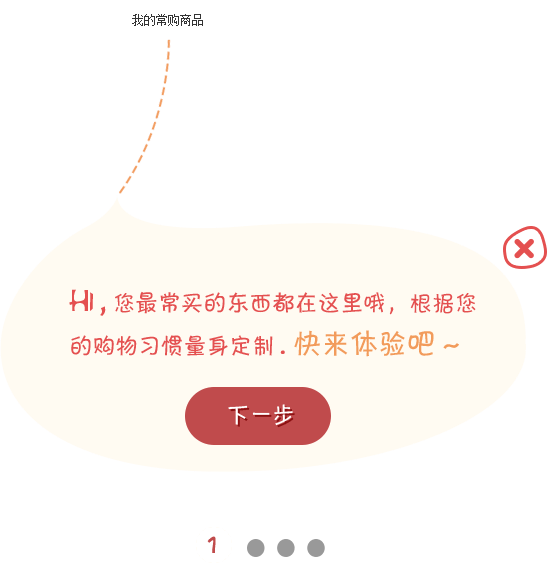 我的常购商品
Hi,您最常买的东西都在这里哦，根据您
的购物习惯量身定制.快来体验吧~
下一步
1